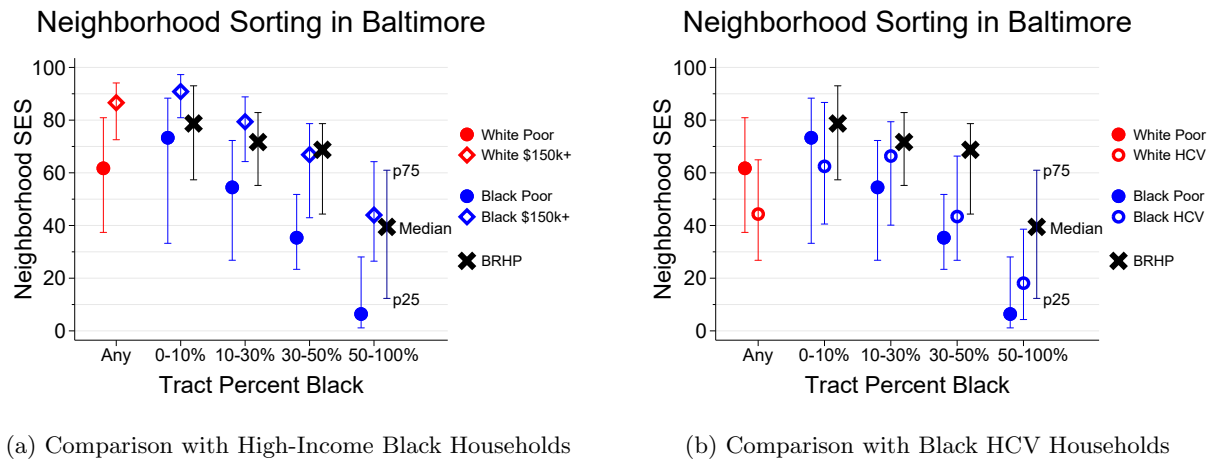 Neighborhood Sorting in Baltimore
Neighborhood SES
100
80
60
40
20
0
p75
Median
p25
Any
0-10%
10-30%
30-50%
50-100%
Tract Percent Black
White Poor
White $150k+
Black Poor
Black $150k+
BRHP
(a) Comparison with High-Income Black Households
Neighborhood Sorting in Baltimore
Neighborhood SES
100
80
60
40
20
0
p75
Median
p25
Any
0-10%
10-30%
30-50%
50-100%
Tract Percent Black
White Poor
White HCV
Black Poor
Black HCV
BRHP
(b) Comparison with Black HCV Households